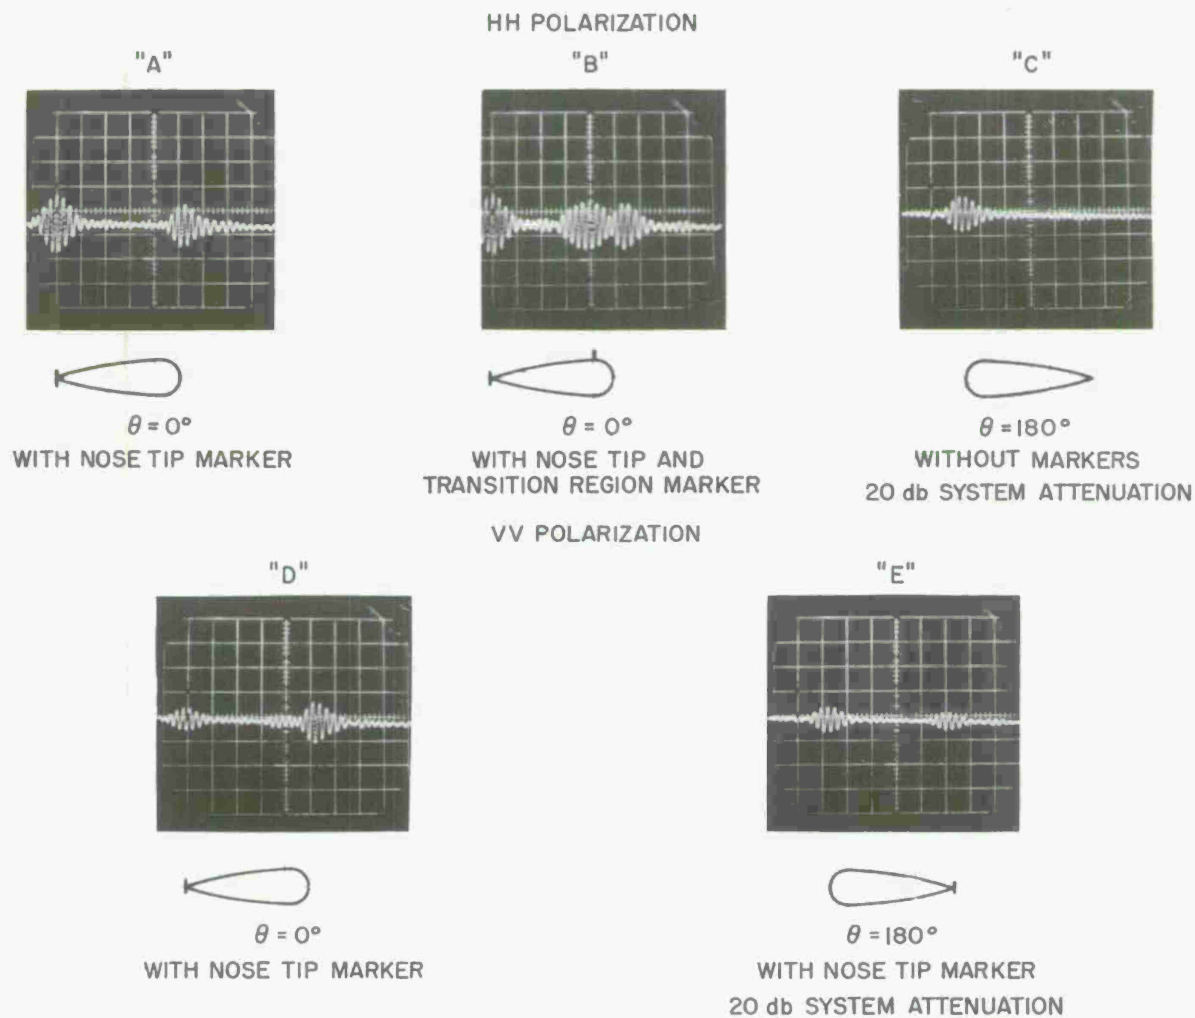 HH POLARIZATION
"A"
"B"
"C"
θ = 0°
WITH NOSE TIP MARKER
θ = 0°
WITH NOSE TIP AND
TRANSITION REGION MARKER
θ = 180°
WITHOUT MARKERS
20 db SYSTEM ATTENUATION
VV POLARIZATION
"D"
"E"
θ = 0°
WITH NOSE TIP MARKER
θ = 180°
WITH NOSE TIP MARKER
20 db SYSTEM ATTENUATION